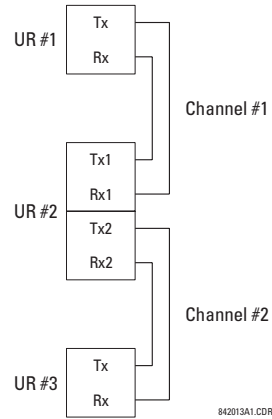 UR #1
Tx
Rx
Channel #1
UR #2
Tx1
Rx1
Tx2
Rx2
Channel #2
UR #3
Tx
Rx
842013A1.CDR